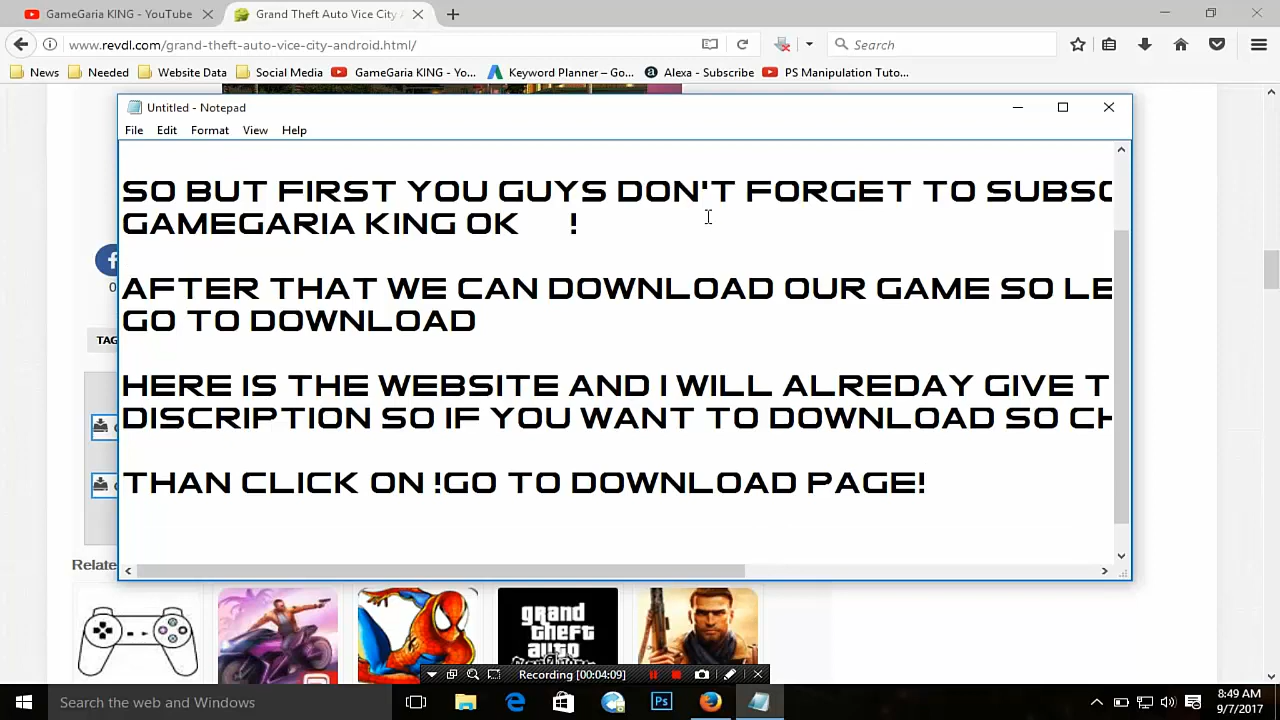 GameGaria KING - YouTube
Grand Theft Auto Vice City
www.revdl.com/grand-theft-auto-vice-city-android.html/
Search
News
Needed
Website Data
Social Media
GameGaria KING - Yo...
Keyword Planner – Go...
Alexa - Subscribe
PS Manipulation Tuto...
Untitled - Notepad
File Edit Format View Help
SO BUT FIRST YOU GUYS DON'T FORGET TO SUBSC
GAMEGARIA KING OK !
AFTER THAT WE CAN DOWNLOAD OUR GAME SO LE
GO TO DOWNLOAD
HERE IS THE WEBSITE AND I WILL ALREDAY GIVE T
DISCRIPTION SO IF YOU WANT TO DOWNLOAD SO CH
THAN CLICK ON !GO TO DOWNLOAD PAGE!
0
TAG
Relate
grand
theft
auto
Recording [00:04:09]
Search the web and Windows
8:49 AM
9/7/2017